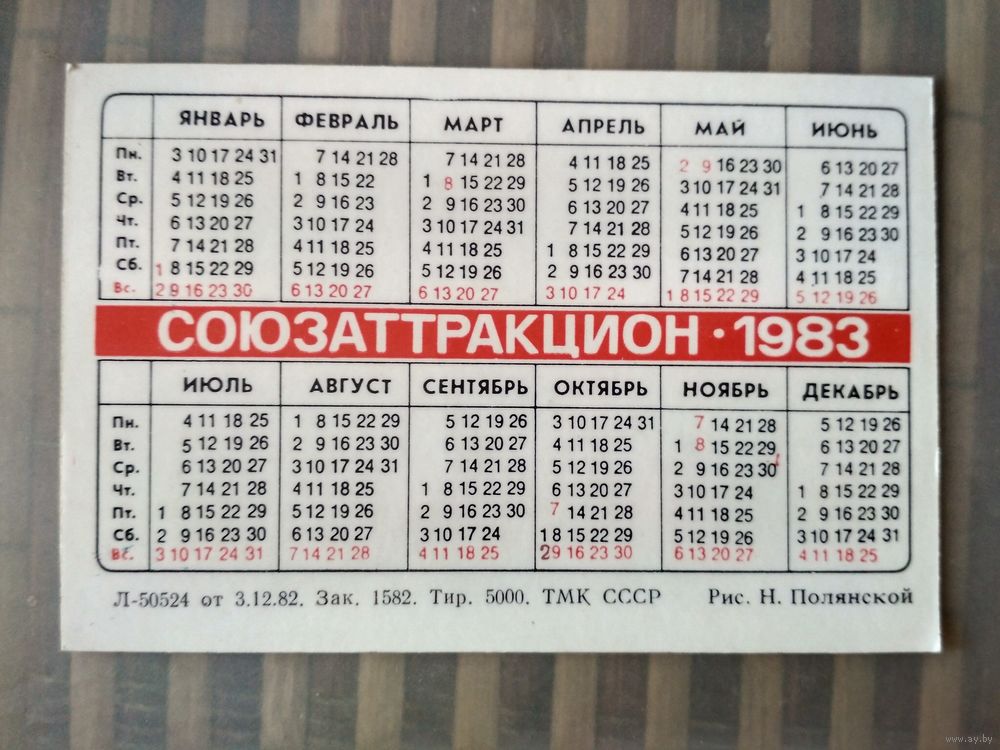 ЯНВАРЬ ФЕВРАЛЬ МАРТ АПРЕЛЬ МАЙ ИЮНЬ
Пн. 3 10 17 24 31 7 14 21 28 7 14 21 28 4 11 18 25 2 9 16 23 30 6 13 20 27
Вт. 4 11 18 25 1 8 15 22 1 8 15 22 29 5 12 19 26 3 10 17 24 31 7 14 21 28
Ср. 5 12 19 26 2 9 16 23 2 9 16 23 30 6 13 20 27 4 11 18 25 1 8 15 22 29
Чт. 6 13 20 27 3 10 17 24 3 10 17 24 31 7 14 21 28 5 12 19 26 2 9 16 23 30
Пт. 7 14 21 28 4 11 18 25 4 11 18 25 1 8 15 22 29 6 13 20 27 3 10 17 24
Сб. 1 8 15 22 29 5 12 19 26 5 12 19 26 2 9 16 23 30 7 14 21 28 4 11 18 25
Вс. 2 9 16 23 30 6 13 20 27 6 13 20 27 3 10 17 24 1 8 15 22 29 5 12 19 26
СОЮЗАТТРАКЦИОН · 1983
ИЮЛЬ АВГУСТ СЕНТЯБРЬ ОКТЯБРЬ НОЯБРЬ ДЕКАБРЬ
Пн. 4 11 18 25 1 8 15 22 29 5 12 19 26 3 10 17 24 31 7 14 21 28 5 12 19 26
Вт. 5 12 19 26 2 9 16 23 30 6 13 20 27 4 11 18 25 1 8 15 22 29 6 13 20 27
Ср. 6 13 20 27 3 10 17 24 31 7 14 21 28 5 12 19 26 2 9 16 23 30 7 14 21 28
Чт. 7 14 21 28 4 11 18 25 1 8 15 22 29 6 13 20 27 3 10 17 24 1 8 15 22 29
Пт. 1 8 15 22 29 5 12 19 26 2 9 16 23 30 7 14 21 28 4 11 18 25 2 9 16 23 30
Сб. 2 9 16 23 30 6 13 20 27 3 10 17 24 1 8 15 22 29 5 12 19 26 3 10 17 24 31
Вс. 3 10 17 24 31 7 14 21 28 4 11 18 25 2 9 16 23 30 6 13 20 27 4 11 18 25
Л-50524 от 3.12.82. Зак. 1582. Тир. 5000. ТМК СССР Рис. Н. Полянской
www.ay.by